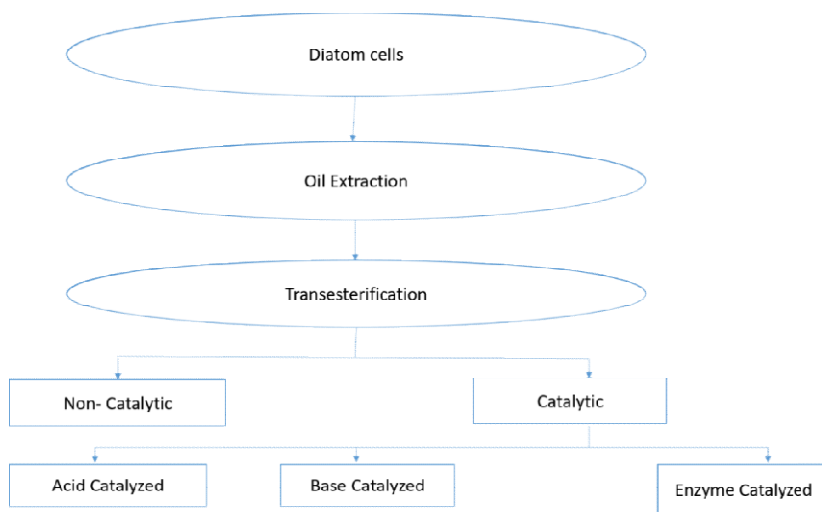 Diatom cells
Oil Extraction
Transesterification
Non- Catalytic
Catalytic
Acid Catalyzed
Base Catalyzed
Enzyme Catalyzed